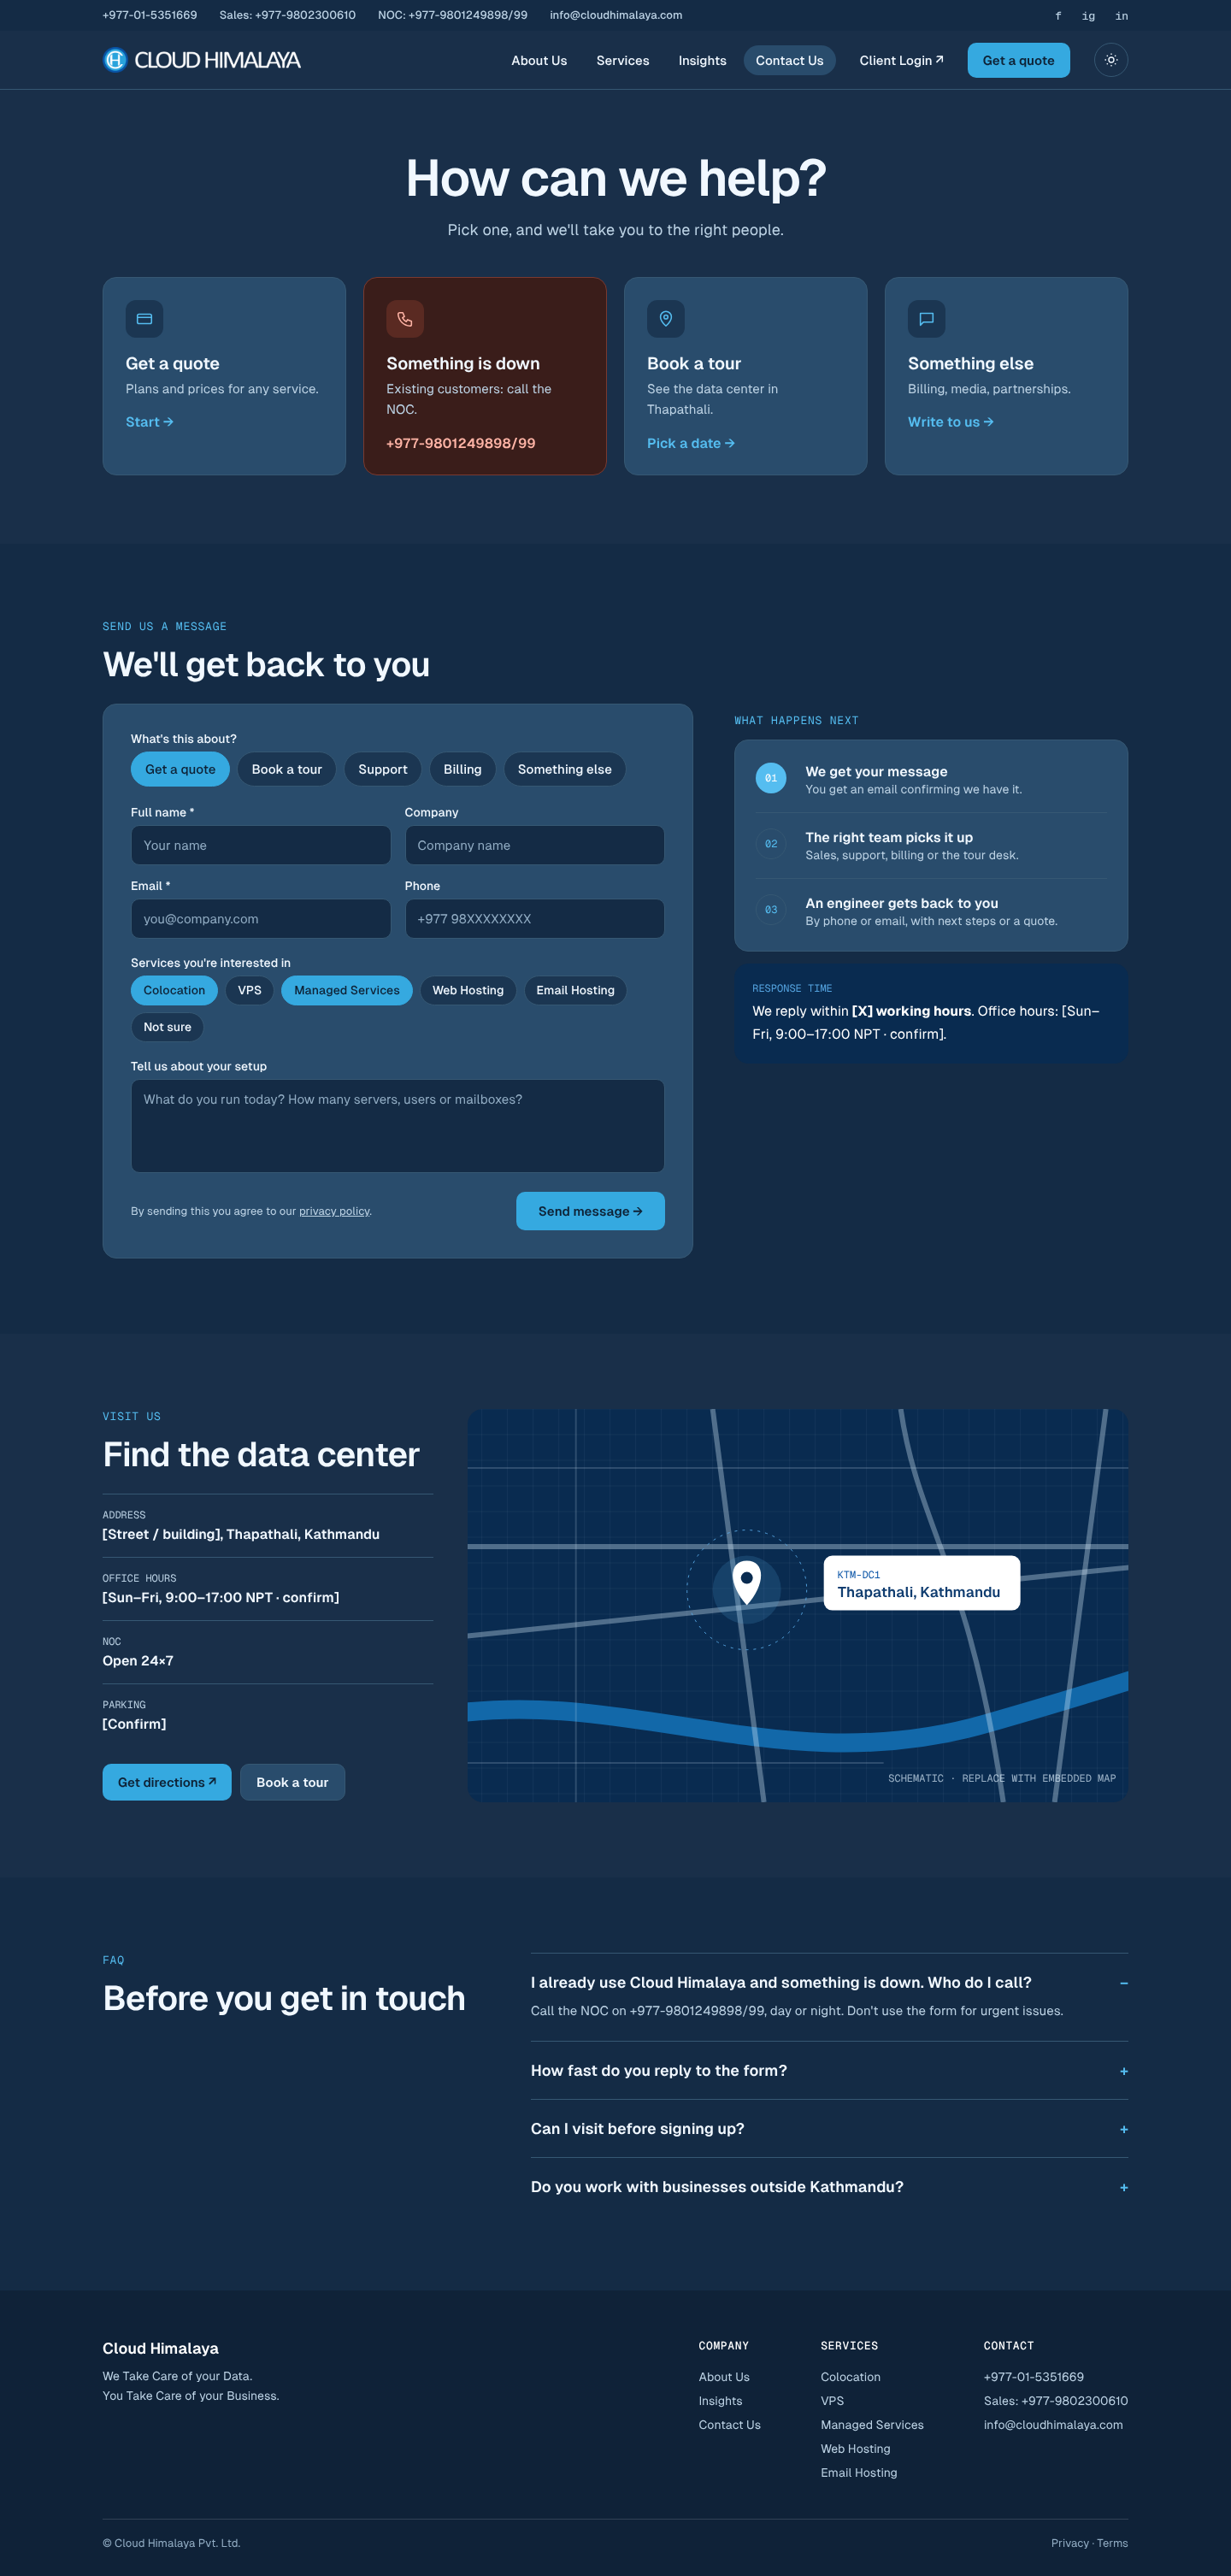 +977-01-5351669 Sales: +977-9802300610 NOC: +977-9801249898/99 info@cloudhimalaya.com f ig in
CLOUD HIMALAYA About Us Services Insights Contact Us Client Login ↗ Get a quote
How can we help?
Pick one, and we'll take you to the right people.
Get a quote
Plans and prices for any service.
Start →
Something is down
Existing customers: call the
NOC.
+977-9801249898/99
Book a tour
See the data center in
Thapathali.
Pick a date →
Something else
Billing, media, partnerships.
Write to us →
SEND US A MESSAGE
We'll get back to you
What's this about?
Get a quote Book a tour Support Billing Something else
Full name * Company
Your name Company name
Email * Phone
you@company.com +977 98XXXXXXXX
Services you're interested in
Colocation VPS Managed Services Web Hosting Email Hosting
Not sure
Tell us about your setup
What do you run today? How many servers, users or mailboxes?
By sending this you agree to our privacy policy. Send message →
WHAT HAPPENS NEXT
01 We get your message
You get an email confirming we have it.
02 The right team picks it up
Sales, support, billing or the tour desk.
03 An engineer gets back to you
By phone or email, with next steps or a quote.
RESPONSE TIME
We reply within [X] working hours. Office hours: [Sun–
Fri, 9:00–17:00 NPT · confirm].
VISIT US
Find the data center
ADDRESS
[Street / building], Thapathali, Kathmandu
OFFICE HOURS
[Sun–Fri, 9:00–17:00 NPT · confirm]
NOC
Open 24×7
PARKING
[Confirm]
Get directions ↗ Book a tour
KTM-DC1
Thapathali, Kathmandu
SCHEMATIC · REPLACE WITH EMBEDDED MAP
FAQ
Before you get in touch
I already use Cloud Himalaya and something is down. Who do I call? −
Call the NOC on +977-9801249898/99, day or night. Don't use the form for urgent issues.
How fast do you reply to the form? +
Can I visit before signing up? +
Do you work with businesses outside Kathmandu? +
Cloud Himalaya
We Take Care of your Data.
You Take Care of your Business.
COMPANY
About Us
Insights
Contact Us
SERVICES
Colocation
VPS
Managed Services
Web Hosting
Email Hosting
CONTACT
+977-01-5351669
Sales: +977-9802300610
info@cloudhimalaya.com
© Cloud Himalaya Pvt. Ltd. Privacy · Terms